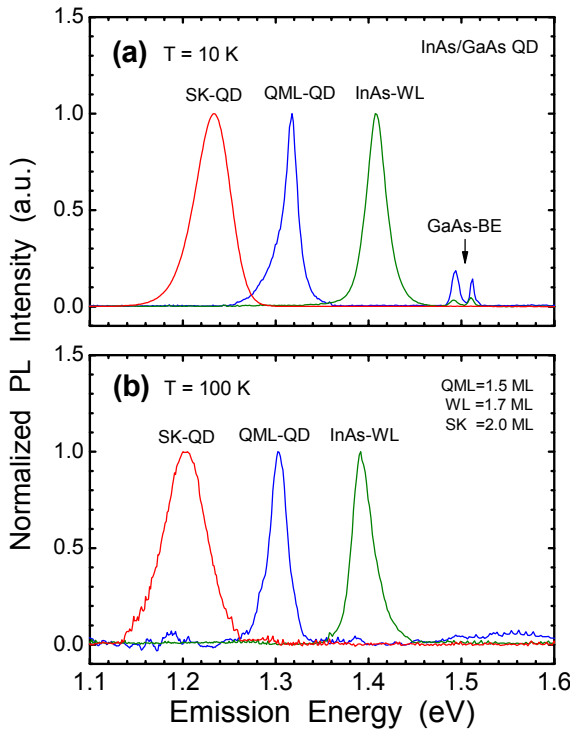 1.5
(a) T = 10 K
InAs/GaAs QD
SK-QD QML-QD InAs-WL
1.0
GaAs-BE
0.5
0.0
1.5
(b) T = 100 K
QML=1.5 ML
WL =1.7 ML
SK =2.0 ML
SK-QD QML-QD InAs-WL
1.0
0.5
0.0
1.1 1.2 1.3 1.4 1.5 1.6
Emission Energy (eV)
Normalized PL Intensity (a.u.)